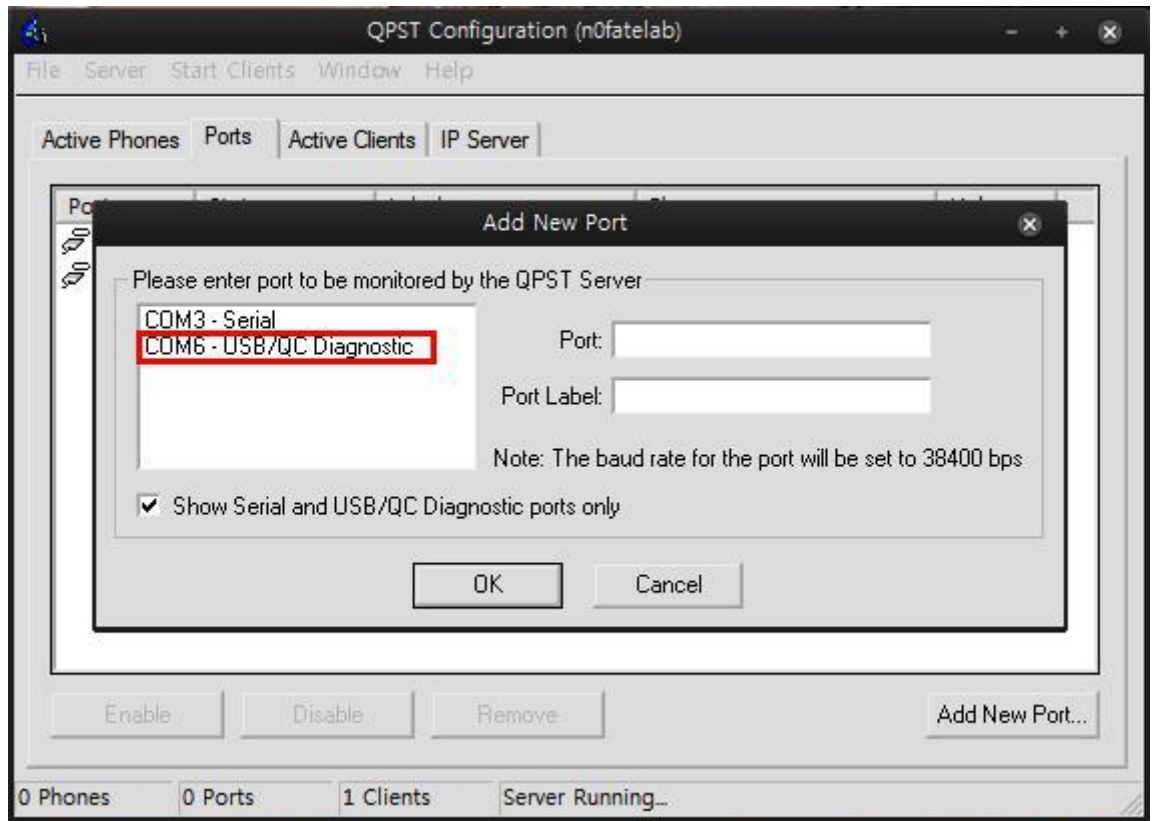 QPST Configuration (n0fatelab)
File Server Start Clients Window Help
Active Phones Ports Active Clients IP Server
Add New Port
Please enter port to be monitored by the QPST Server
COM3 - Serial
COM6 - USB/QC Diagnostic
Port:
Port Label:
Note: The baud rate for the port will be set to 38400 bps
Show Serial and USB/QC Diagnostic ports only
OK Cancel
Enable Disable Remove Add New Port...
0 Phones 0 Ports 1 Clients Server Running...